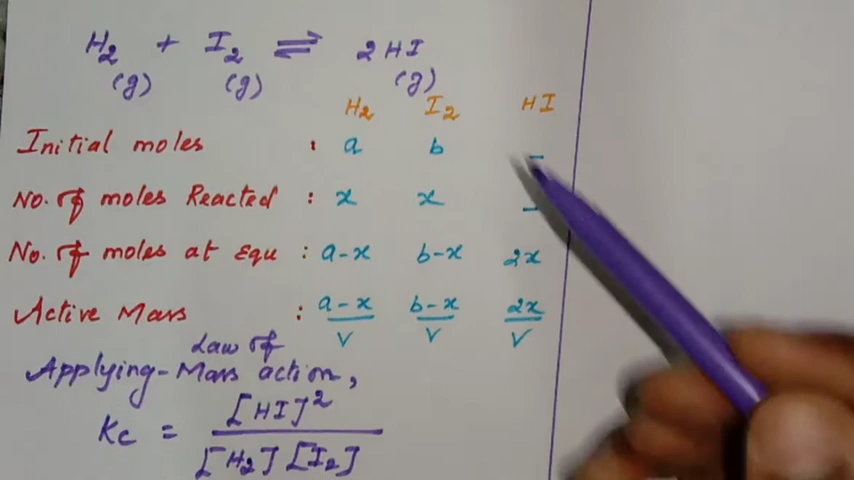 H₂ + I₂ ⇌ 2HI
(g) (g) (g)
H₂ I₂ HI
Initial moles : a b -
No. of moles Reacted : x x -
No. of moles at Equ : a-x b-x 2x
Active Mass : a-x/V b-x/V 2x/V
Law of
Applying Mass action,
Kc = [HI]²/[H₂][I₂]